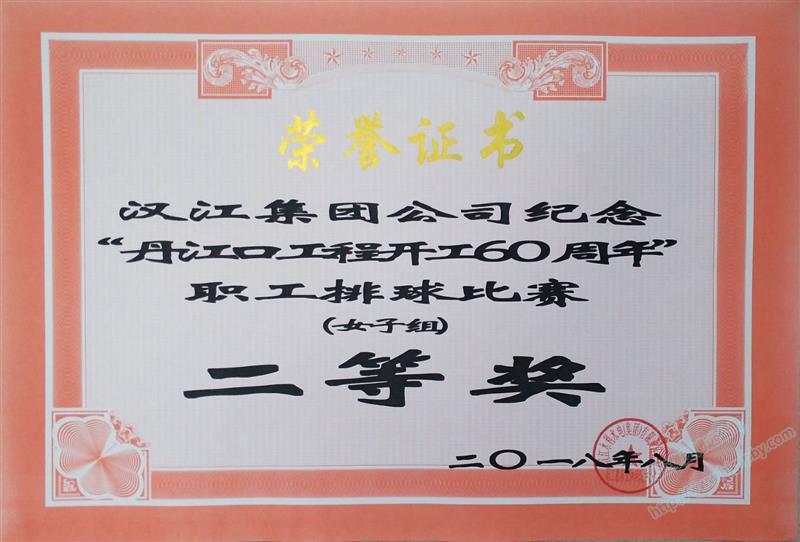 荣誉证书
汉江集团公司纪念
“丹江口工程开工60周年”
职工排球比赛
(女子组)
二等奖
二〇一八年八月